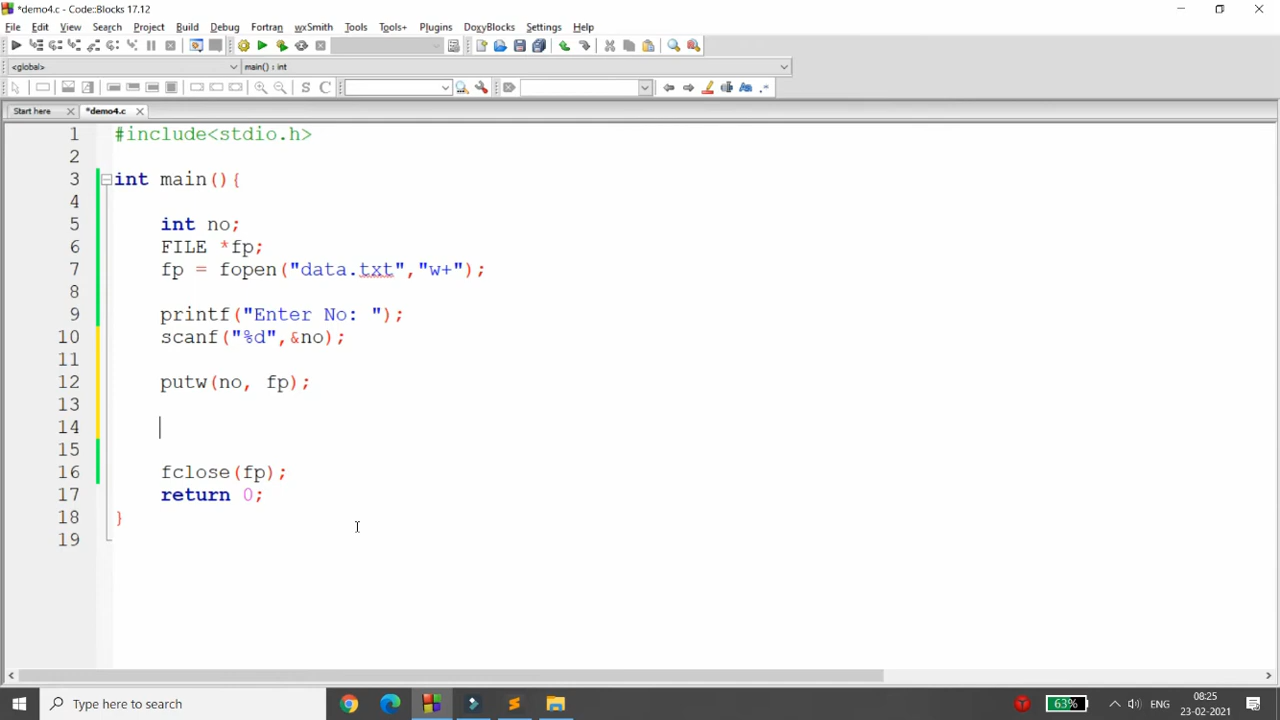 *demo4.c - Code::Blocks 17.12
File Edit View Search Project Build Debug Fortran wxSmith Tools Tools+ Plugins DoxyBlocks Settings Help
<global> main() : int
S C
Start here *demo4.c
1 #include<stdio.h>
2
3 int main(){
4
5 int no;
6 FILE *fp;
7 fp = fopen("data.txt","w+");
8
9 printf("Enter No: ");
10 scanf("%d",&no);
11
12 putw(no, fp);
13
14
15
16 fclose(fp);
17 return 0;
18 }
19
Type here to search 63% ENG 08:25
23-02-2021